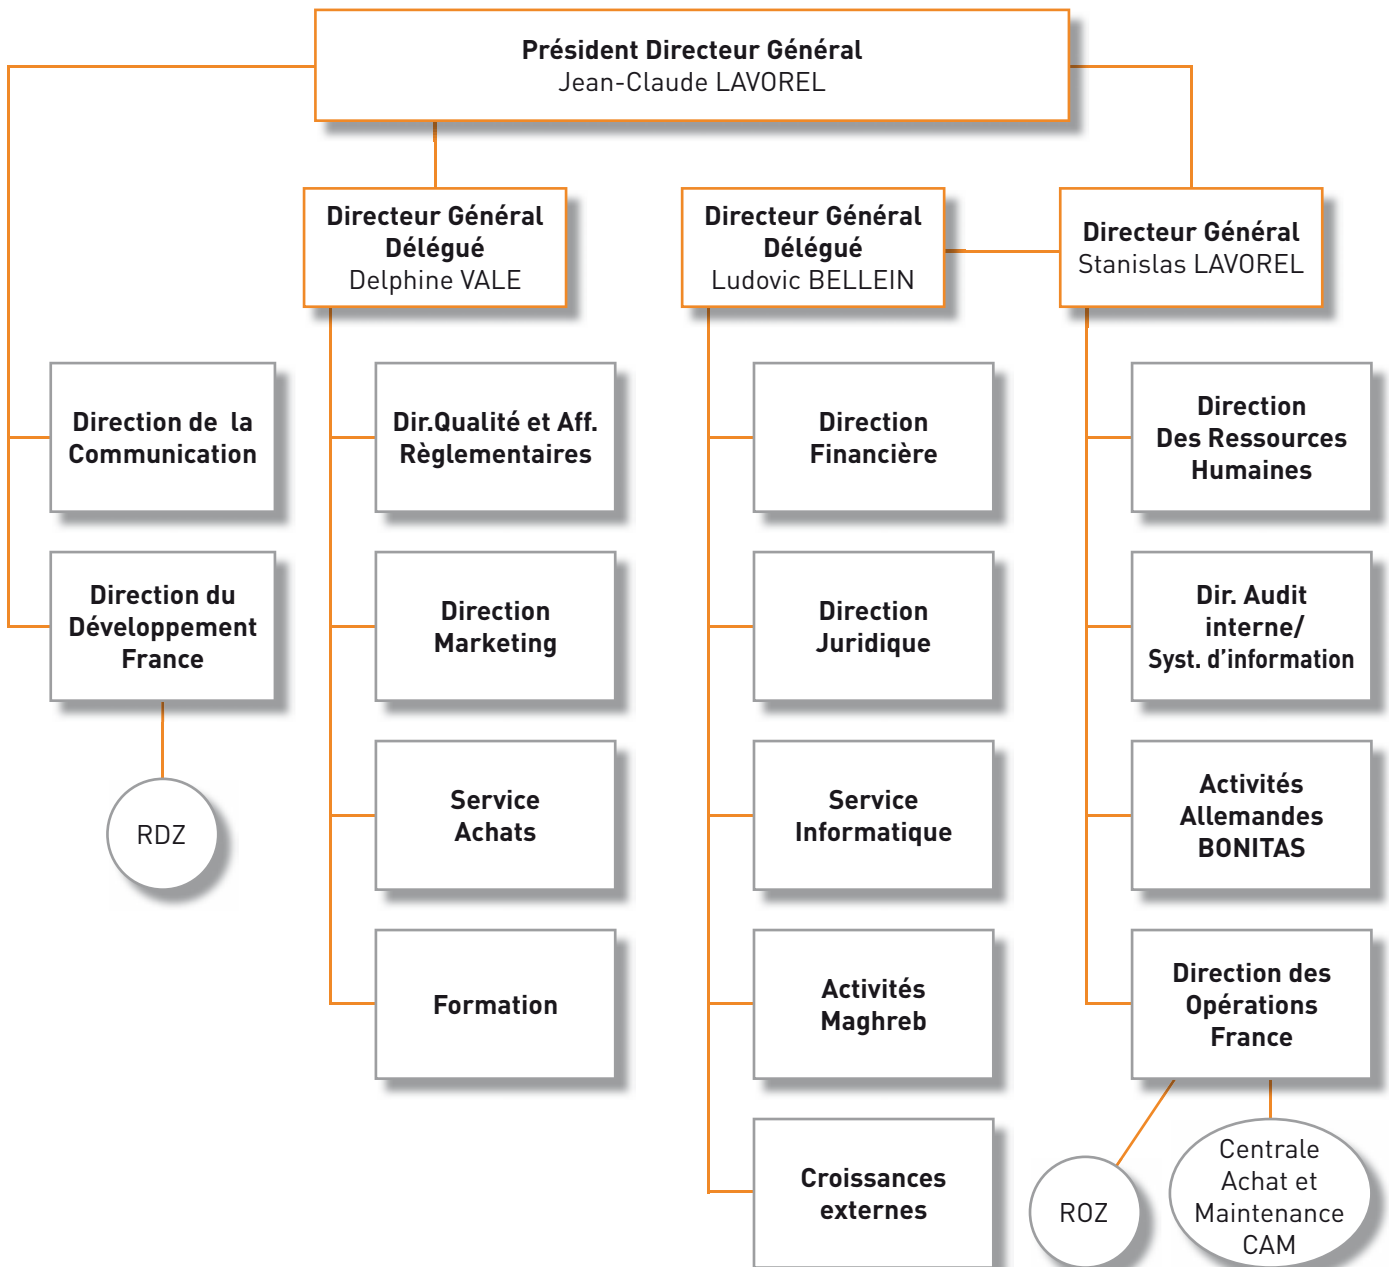 Président Directeur Général
Jean-Claude LAVOREL
Directeur Général
Délégué
Delphine VALE
Directeur Général
Délégué
Ludovic BELLEIN
Directeur Général
Stanislas LAVOREL
Direction de la
Communication
Dir.Qualité et Aff.
Règlementaires
Direction
Financière
Direction
Des Ressources
Humaines
Direction du
Développement
France
Direction
Marketing
Direction
Juridique
Dir. Audit
interne/
Syst. d’information
RDZ
Service
Achats
Service
Informatique
Activités
Allemandes
BONITAS
Formation
Activités
Maghreb
Direction des
Opérations
France
Croissances
externes
ROZ
Centrale
Achat et
Maintenance
CAM